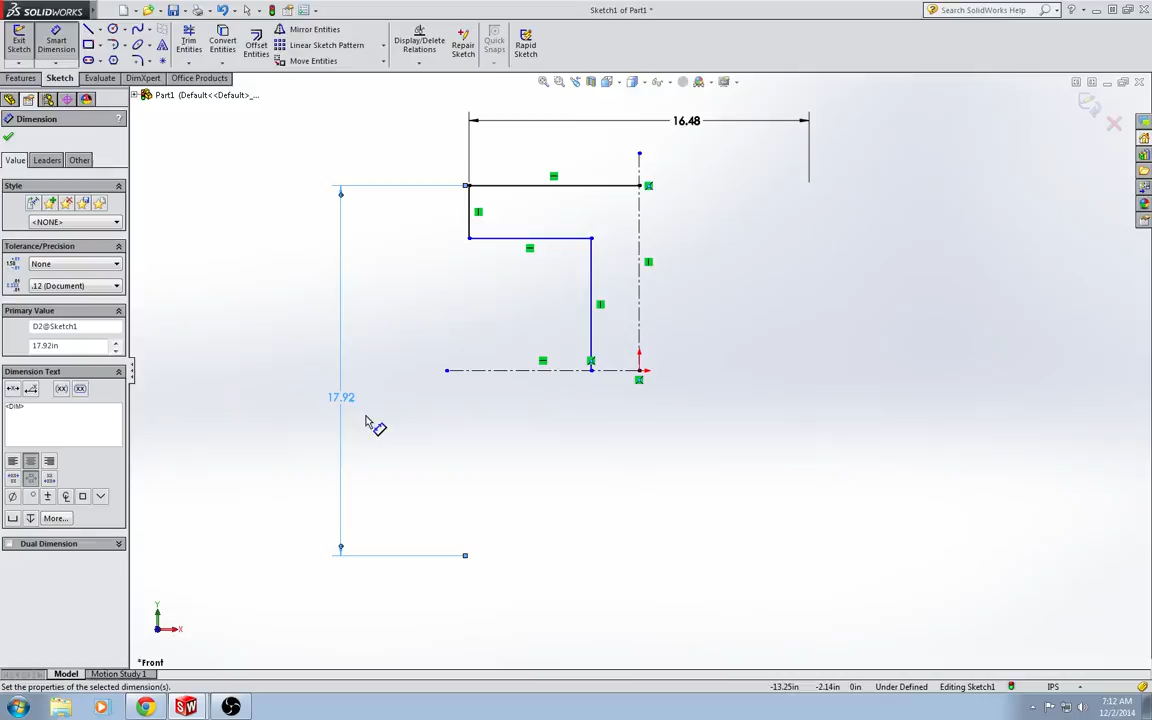 SOLIDWORKS
Sketch1 of Part1 *
Search SolidWorks Help
Exit Sketch
Smart Dimension
Trim Entities
Convert Entities
Offset Entities
Mirror Entities
Linear Sketch Pattern
Move Entities
Display/Delete Relations
Repair Sketch
Quick Snaps
Rapid Sketch
Features
Sketch
Evaluate
DimXpert
Office Products
Part1 (Default<<Default>_...
Dimension
?
Value
Leaders
Other
Style
<NONE>
Tolerance/Precision
None
.12 (Document)
Primary Value
D2@Sketch1
17.92in
Dimension Text
(xx)
(xx)
<DIM>
More...
Dual Dimension
16.48
17.92
Y
X
*Front
Model
Motion Study 1
Set the properties of the selected dimension(s).
-13.25in
-2.14in
0in
Under Defined
Editing Sketch1
IPS
7:12 AM
12/2/2014